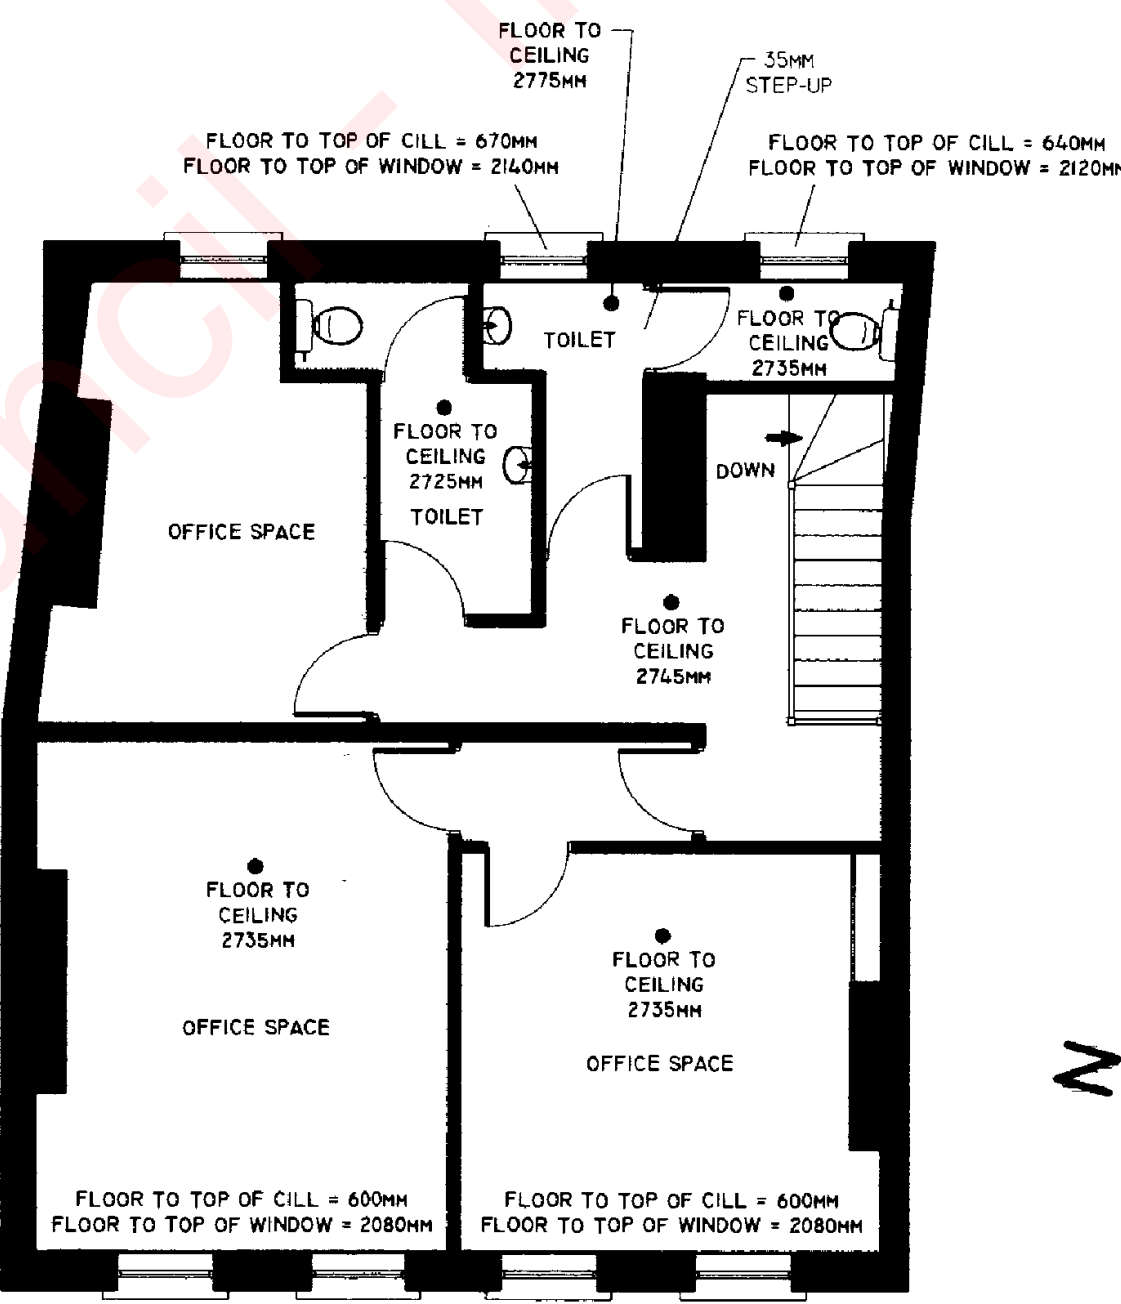 FLOOR TO
CEILING
2775MM
35MM
STEP-UP
FLOOR TO TOP OF CILL = 670MM
FLOOR TO TOP OF WINDOW = 2140MM
FLOOR TO TOP OF CILL = 640MM
FLOOR TO TOP OF WINDOW = 2120MM
TOILET
FLOOR TO
CEILING
2735MM
FLOOR TO
CEILING
2725MM
TOILET
DOWN
OFFICE SPACE
FLOOR TO
CEILING
2745MM
FLOOR TO
CEILING
2735MM
OFFICE SPACE
FLOOR TO
CEILING
2735MM
OFFICE SPACE
N
FLOOR TO TOP OF CILL = 600MM
FLOOR TO TOP OF WINDOW = 2080MM
FLOOR TO TOP OF CILL = 600MM
FLOOR TO TOP OF WINDOW = 2080MM